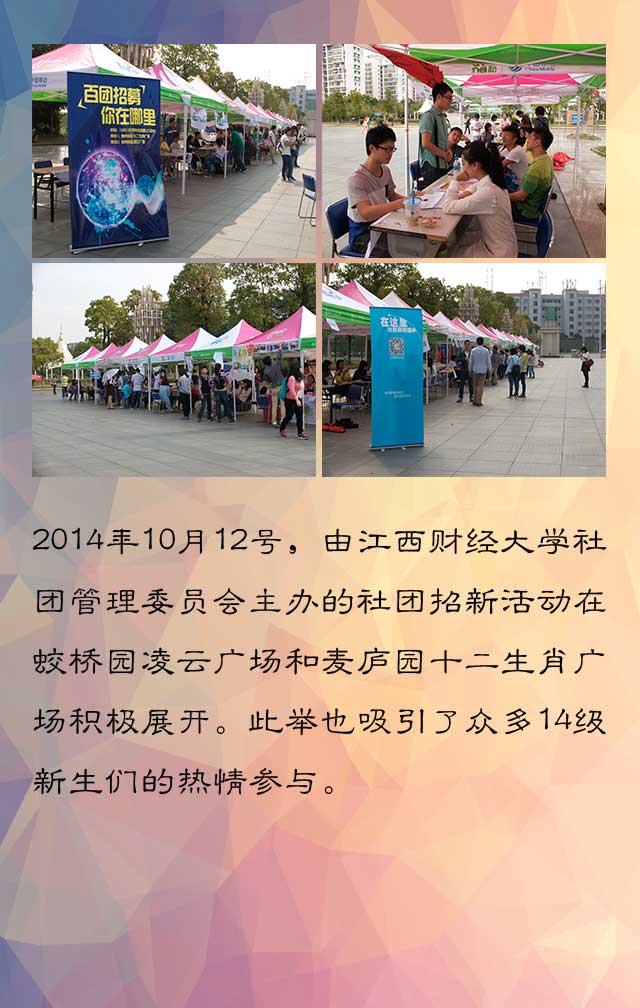 百团招募
你在哪里
在这里
China Mobile
2014年10月12号，由江西财经大学社
团管理委员会主办的社团招新活动在
蛟桥园凌云广场和麦庐园十二生肖广
场积极展开。此举也吸引了众多14级
新生们的热情参与。